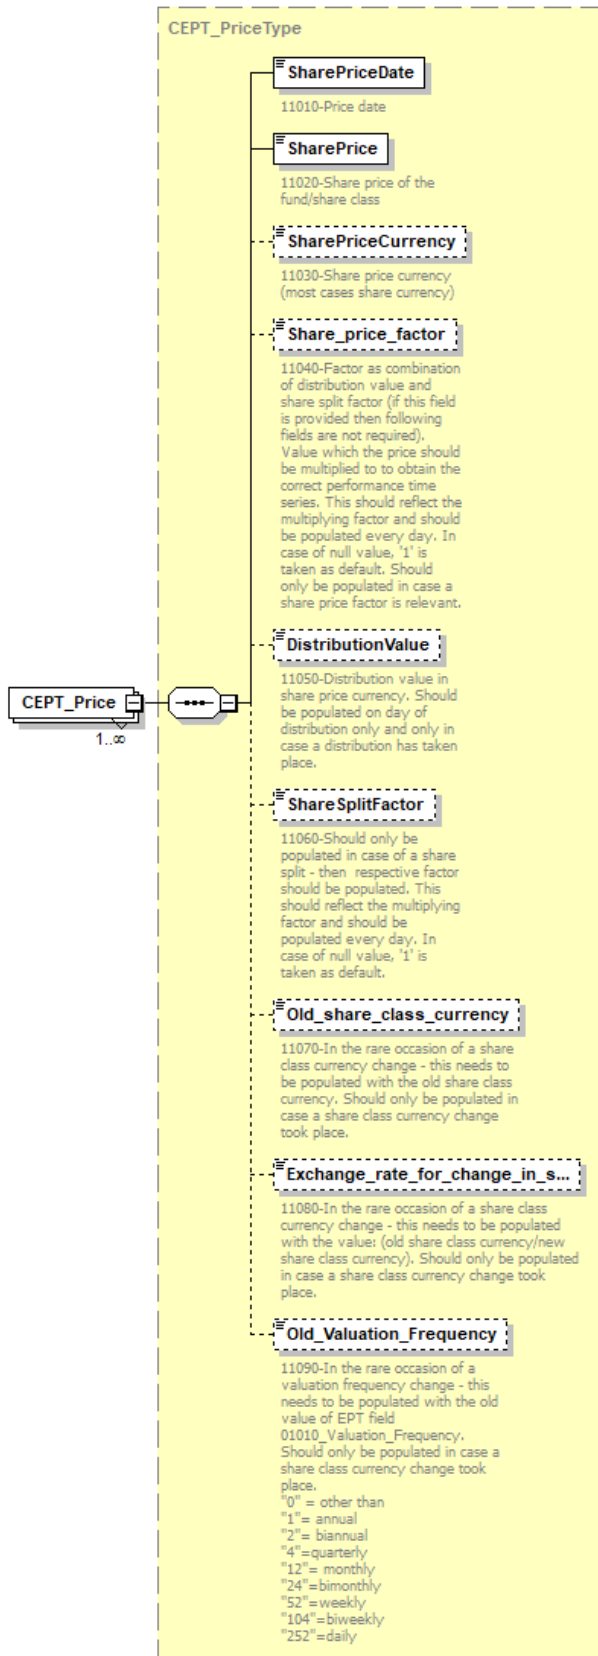 CEPT_PriceType
SharePriceDate
11010-Price date
SharePrice
11020-Share price of the
fund/share class
SharePriceCurrency
11030-Share price currency
(most cases share currency)
Share_price_factor
11040-Factor as combination
of distribution value and
share split factor (if this field
is provided then following
fields are not required).
Value which the price should
be multiplied to to obtain the
correct performance time
series. This should reflect the
multiplying factor and should
be populated every day. In
case of null value, '1' is
taken as default. Should
only be populated in case a
share price factor is relevant.
DistributionValue
11050-Distribution value in
share price currency. Should
be populated on day of
distribution only and only in
case a distribution has taken
place.
CEPT_Price
1..∞
ShareSplitFactor
11060-Should only be
populated in case of a share
split - then  respective factor
should be populated. This
should reflect the multiplying
factor and should be
populated every day. In
case of null value, '1' is
taken as default.
Old_share_class_currency
11070-In the rare occasion of a share
class currency change - this needs to
be populated with the old share class
currency. Should only be populated in
case a share class currency change
took place.
Exchange_rate_for_change_in_s...
11080-In the rare occasion of a share class
currency change - this needs to be populated
with the value: (old share class currency/new
share class currency). Should only be populated
in case a share class currency change took
place.
Old_Valuation_Frequency
11090-In the rare occasion of a
valuation frequency change - this
needs to be populated with the old
value of EPT field
01010_Valuation_Frequency.
Should only be populated in case a
share class currency change took
place.
"0" = other than
"1"= annual
"2"= biannual
"4"=quarterly
"12"= monthly
"24"=bimonthly
"52"=weekly
"104"=biweekly
"252"=daily